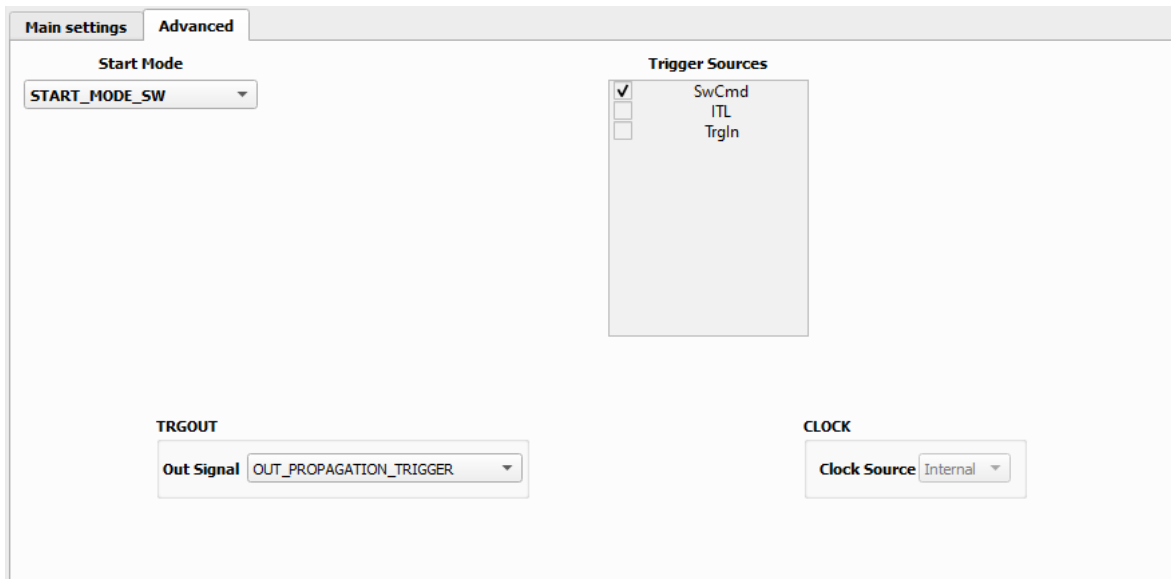 Main settings
Advanced
Start Mode
START_MODE_SW
Trigger Sources
SwCmd
ITL
TrgIn
TRGOUT
Out Signal OUT_PROPAGATION_TRIGGER
CLOCK
Clock Source Internal